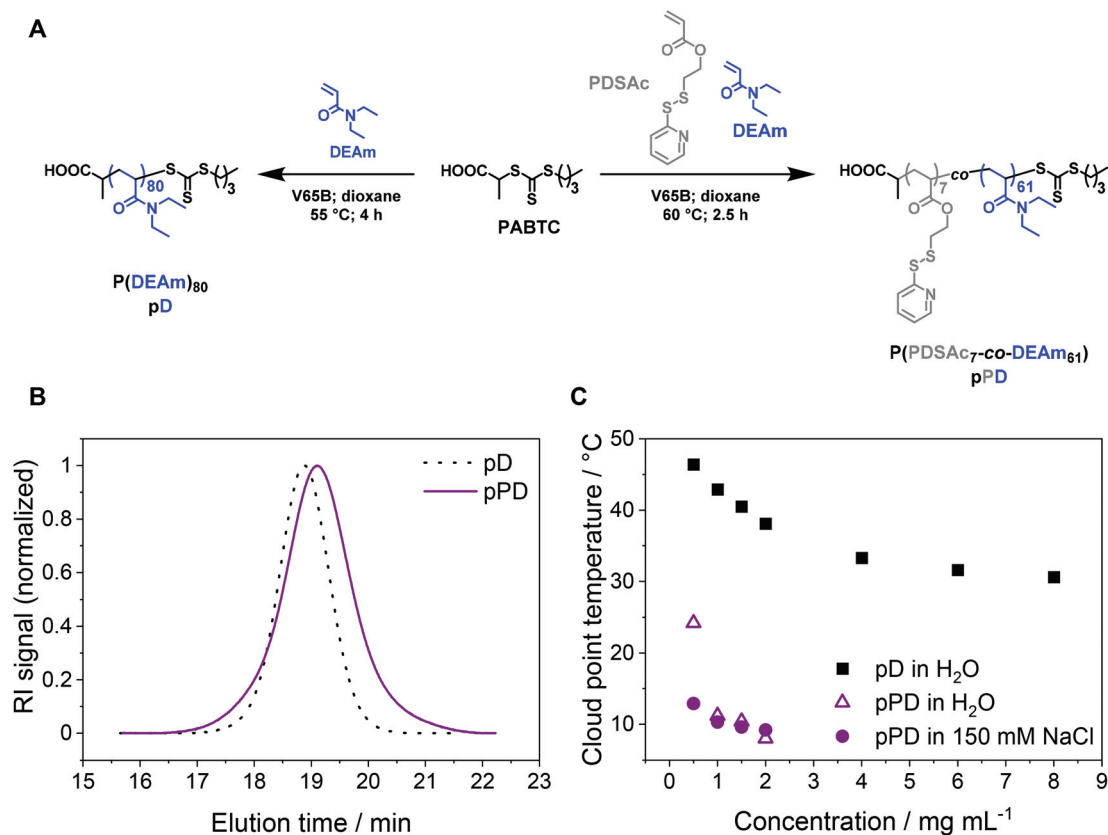 A
PDSAc
O
O
S
S
N
DEAm
O
N
DEAm
V65B; dioxane
55 °C; 4 h
HOOC
S
S
S
3
PABTC
O
N
DEAm
V65B; dioxane
60 °C; 2.5 h
HOOC
80
S
S
S
3
O
N
P(DEAm)80
pD
HOOC
7
co
61
S
S
S
3
O
O
O
N
S
S
N
P(PDSAc7-co-DEAm61)
pPD
B
RI signal (normalized)
1
0.8
0.6
0.4
0.2
0
15 16 17 18 19 20 21 22 23
Elution time / min
pD
pPD
C
Cloud point temperature / °C
50
40
30
20
10
0 1 2 3 4 5 6 7 8 9
Concentration / mg mL-1
pD in H2O
pPD in H2O
pPD in 150 mM NaCl